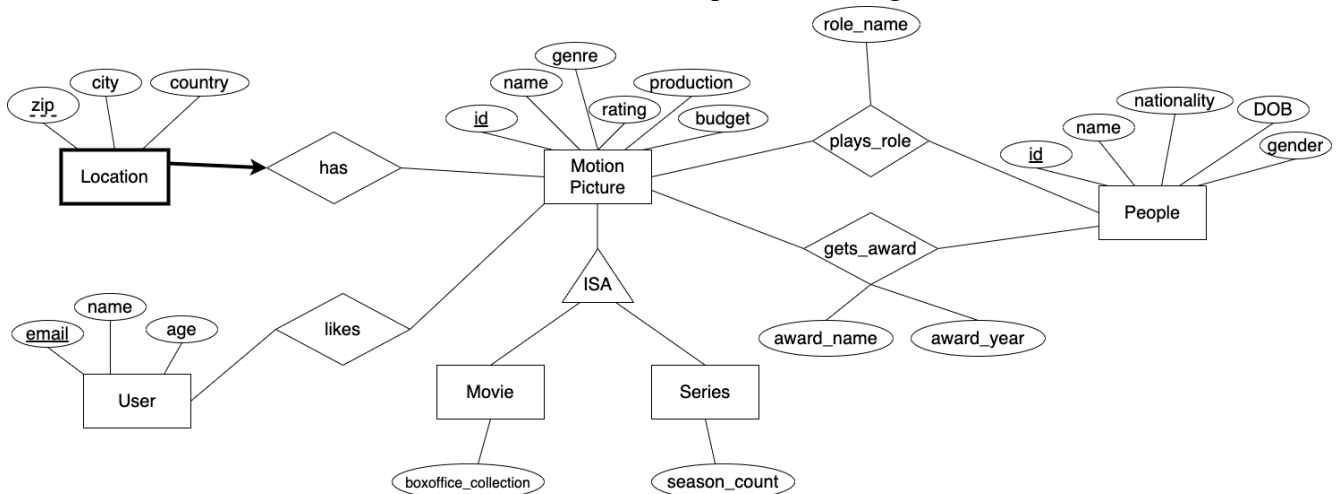 role_name
genre
city
country
name
production
zip
rating
nationality
DOB
id
budget
name
gender
id
Location
has
Motion
Picture
plays_role
People
gets_award
ISA
name
email
age
likes
award_name
award_year
User
Movie
Series
boxoffice_collection
season_count